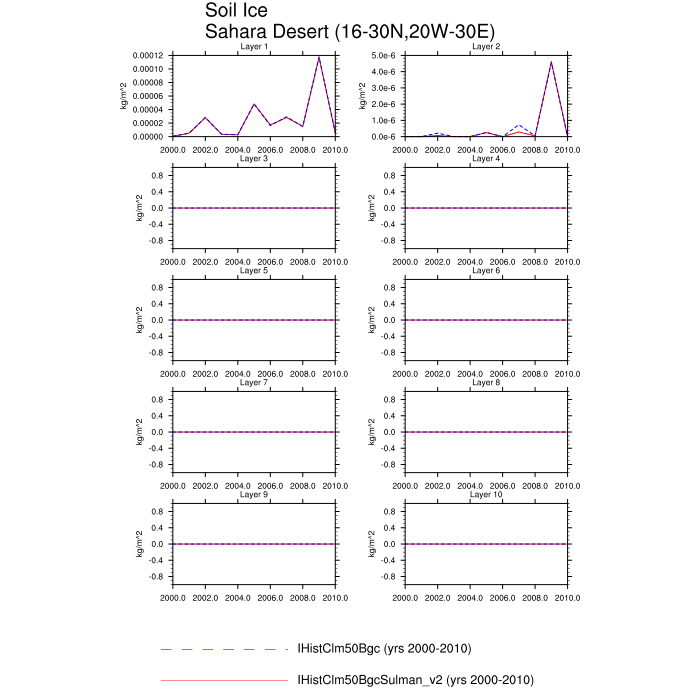 Soil Ice
Sahara Desert (16-30N,20W-30E)
Layer 1
Layer 2
0.00012
0.00010
0.00008
0.00006
0.00004
0.00002
0.00000
kg/m^2
2000.0 2002.0 2004.0 2006.0 2008.0 2010.0
5.0e-6
4.0e-6
3.0e-6
2.0e-6
1.0e-6
0.0e-6
kg/m^2
2000.0 2002.0 2004.0 2006.0 2008.0 2010.0
Layer 3
Layer 4
0.8
0.4
0.0
-0.4
-0.8
kg/m^2
2000.0 2002.0 2004.0 2006.0 2008.0 2010.0
0.8
0.4
0.0
-0.4
-0.8
kg/m^2
2000.0 2002.0 2004.0 2006.0 2008.0 2010.0
Layer 5
Layer 6
0.8
0.4
0.0
-0.4
-0.8
kg/m^2
2000.0 2002.0 2004.0 2006.0 2008.0 2010.0
0.8
0.4
0.0
-0.4
-0.8
kg/m^2
2000.0 2002.0 2004.0 2006.0 2008.0 2010.0
Layer 7
Layer 8
0.8
0.4
0.0
-0.4
-0.8
kg/m^2
2000.0 2002.0 2004.0 2006.0 2008.0 2010.0
0.8
0.4
0.0
-0.4
-0.8
kg/m^2
2000.0 2002.0 2004.0 2006.0 2008.0 2010.0
Layer 9
Layer 10
0.8
0.4
0.0
-0.4
-0.8
kg/m^2
2000.0 2002.0 2004.0 2006.0 2008.0 2010.0
0.8
0.4
0.0
-0.4
-0.8
kg/m^2
2000.0 2002.0 2004.0 2006.0 2008.0 2010.0
IHistClm50Bgc (yrs 2000-2010)
IHistClm50BgcSulman_v2 (yrs 2000-2010)